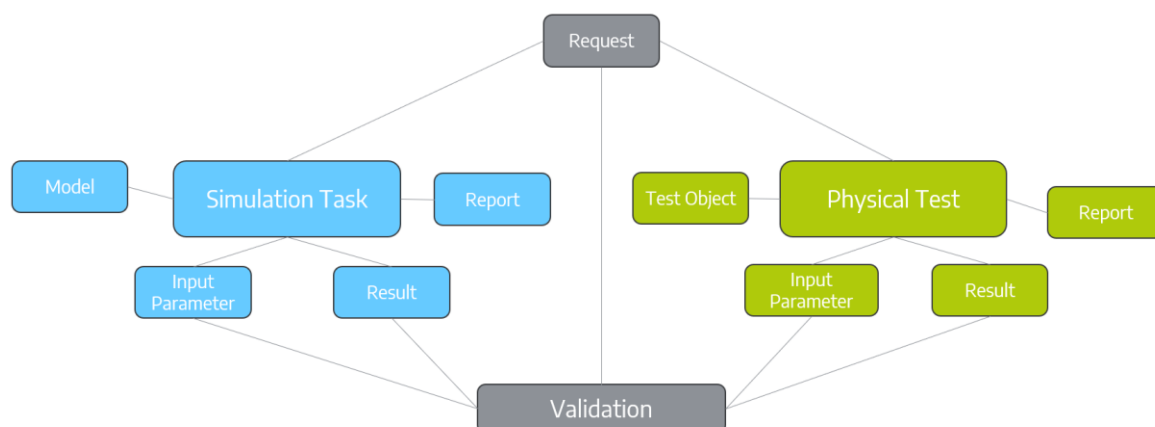 Request
Model
Simulation Task
Report
Test Object
Physical Test
Report
Input
Parameter
Result
Input
Parameter
Result
Validation